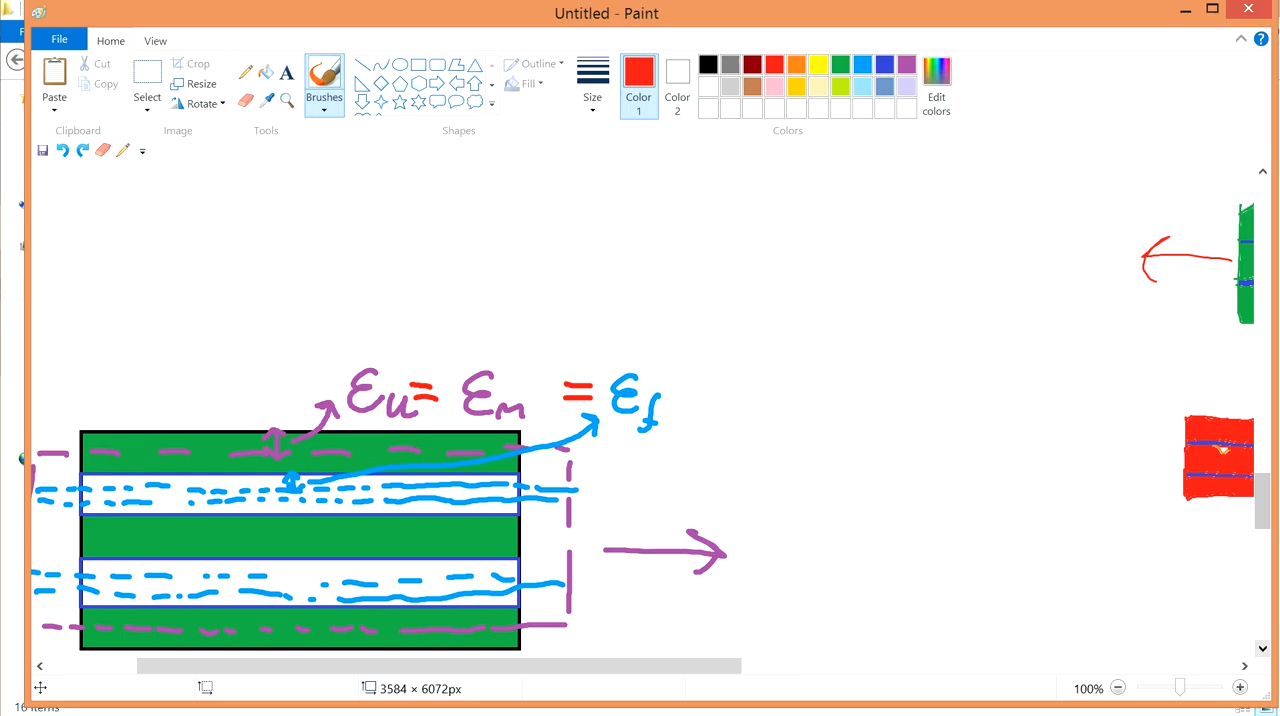 Untitled - Paint
File Home View
Paste
Cut
Copy
Select
Crop
Resize
Rotate
Brushes
Outline
Fill
Size
Color 1
Color 2
Edit colors
Clipboard Image Tools Shapes Colors
εu = εm = εf
3584 × 6072px
100%